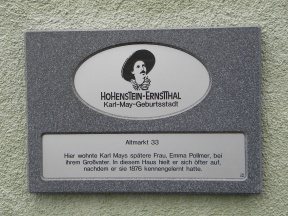 HOHENSTEIN-ERNSTTHAL
Karl-May-Geburtsstadt
Altmarkt 33
Hier wohnte Karl Mays spätere Frau, Emma Pollmer, bei
ihrem Großvater. In diesem Haus hielt er sich öfter auf,
nachdem er sie 1876 kennengelernt hatte.